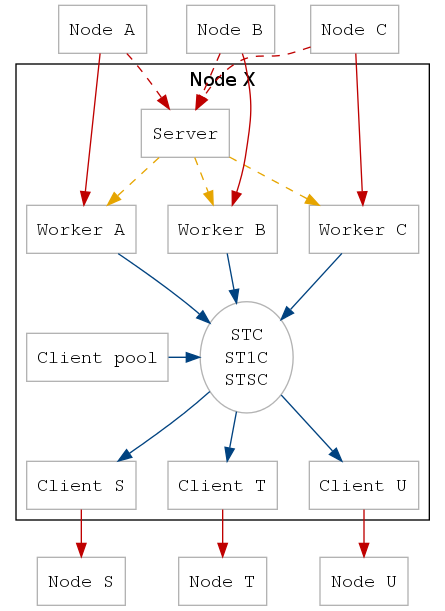 Node A
Node B
Node C
Node X
Server
Worker A
Worker B
Worker C
STC
ST1C
STSC
Client pool
Client S
Client T
Client U
Node S
Node T
Node U